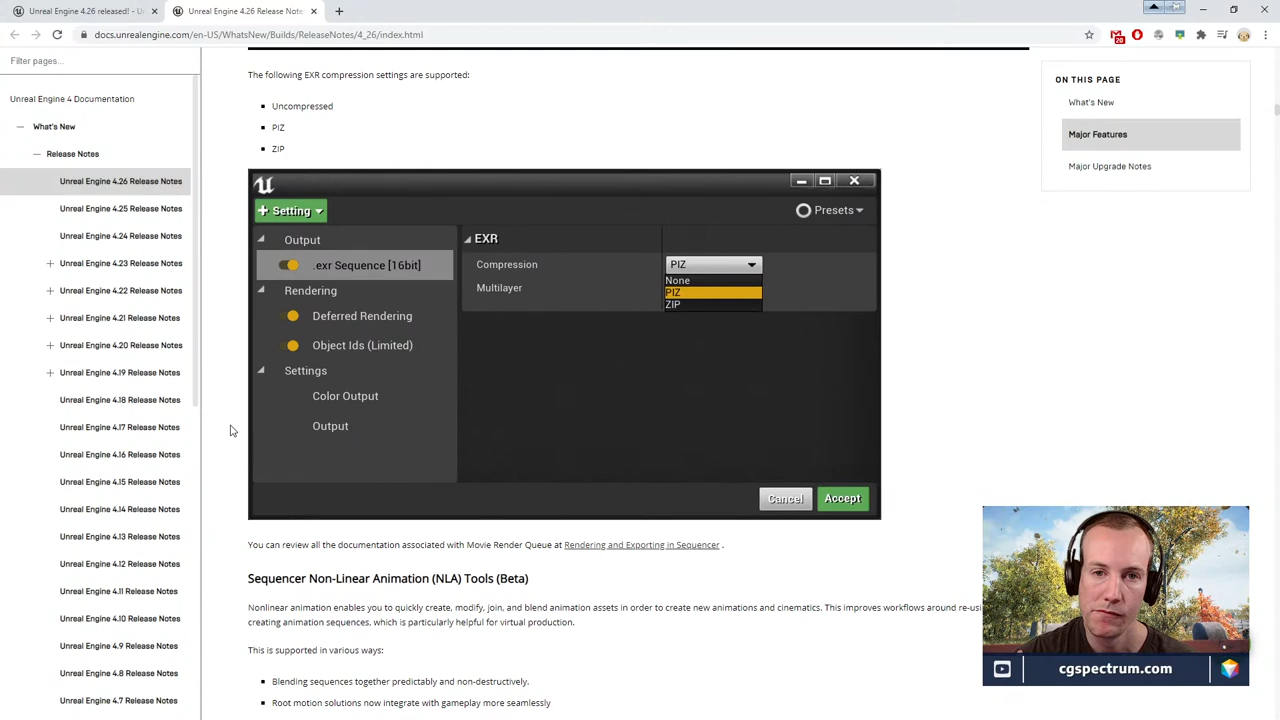 Unreal Engine 4.26 released! - U
Unreal Engine 4.26 Release Note
docs.unrealengine.com/en-US/WhatsNew/Builds/ReleaseNotes/4_26/index.html
20
Filter pages...
Unreal Engine 4 Documentation
What's New
Release Notes
Unreal Engine 4.26 Release Notes
Unreal Engine 4.25 Release Notes
Unreal Engine 4.24 Release Notes
Unreal Engine 4.23 Release Notes
Unreal Engine 4.22 Release Notes
Unreal Engine 4.21 Release Notes
Unreal Engine 4.20 Release Notes
Unreal Engine 4.19 Release Notes
Unreal Engine 4.18 Release Notes
Unreal Engine 4.17 Release Notes
Unreal Engine 4.16 Release Notes
Unreal Engine 4.15 Release Notes
Unreal Engine 4.14 Release Notes
Unreal Engine 4.13 Release Notes
Unreal Engine 4.12 Release Notes
Unreal Engine 4.11 Release Notes
Unreal Engine 4.10 Release Notes
Unreal Engine 4.9 Release Notes
Unreal Engine 4.8 Release Notes
Unreal Engine 4.7 Release Notes
The following EXR compression settings are supported:
Uncompressed
PIZ
ZIP
Setting
Presets
Output
.exr Sequence [16bit]
Rendering
Deferred Rendering
Object Ids (Limited)
Settings
Color Output
Output
EXR
Compression
PIZ
None
PIZ
ZIP
Multilayer
Cancel
Accept
You can review all the documentation associated with Movie Render Queue at Rendering and Exporting in Sequencer .
Sequencer Non-Linear Animation (NLA) Tools (Beta)
Nonlinear animation enables you to quickly create, modify, join, and blend animation assets in order to create new animations and cinematics. This improves workflows around re-usi
creating animation sequences, which is particularly helpful for virtual production.
This is supported in various ways:
Blending sequences together predictably and non-destructively.
Root motion solutions now integrate with gameplay more seamlessly
ON THIS PAGE
What's New
Major Features
Major Upgrade Notes
cgspectrum.com